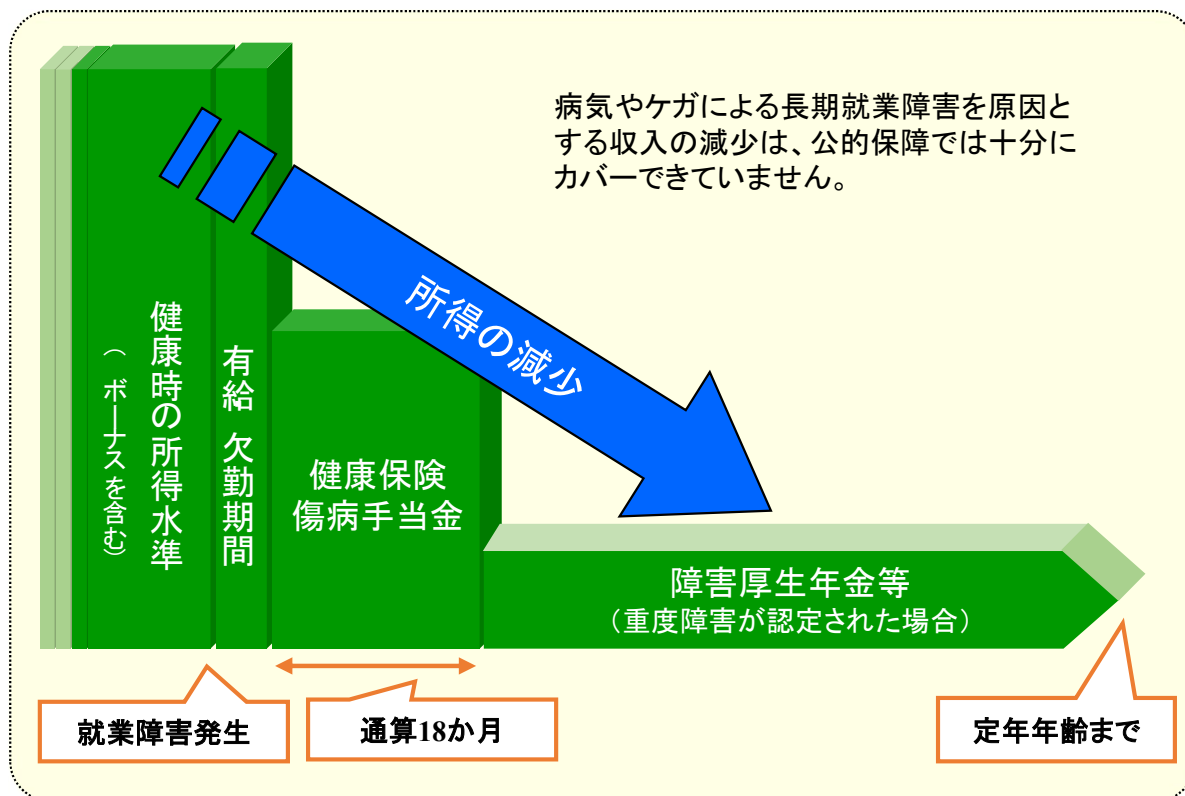 病気やケガによる長期就業障害を原因と
する収入の減少は、公的保障では十分に
カバーできていません。
所得の減少
健康時の所得水準
（ボーナスを含む）
有給 欠勤期間
健康保険
傷病手当金
障害厚生年金等
（重度障害が認定された場合）
就業障害発生
通算18か月
定年年齢まで